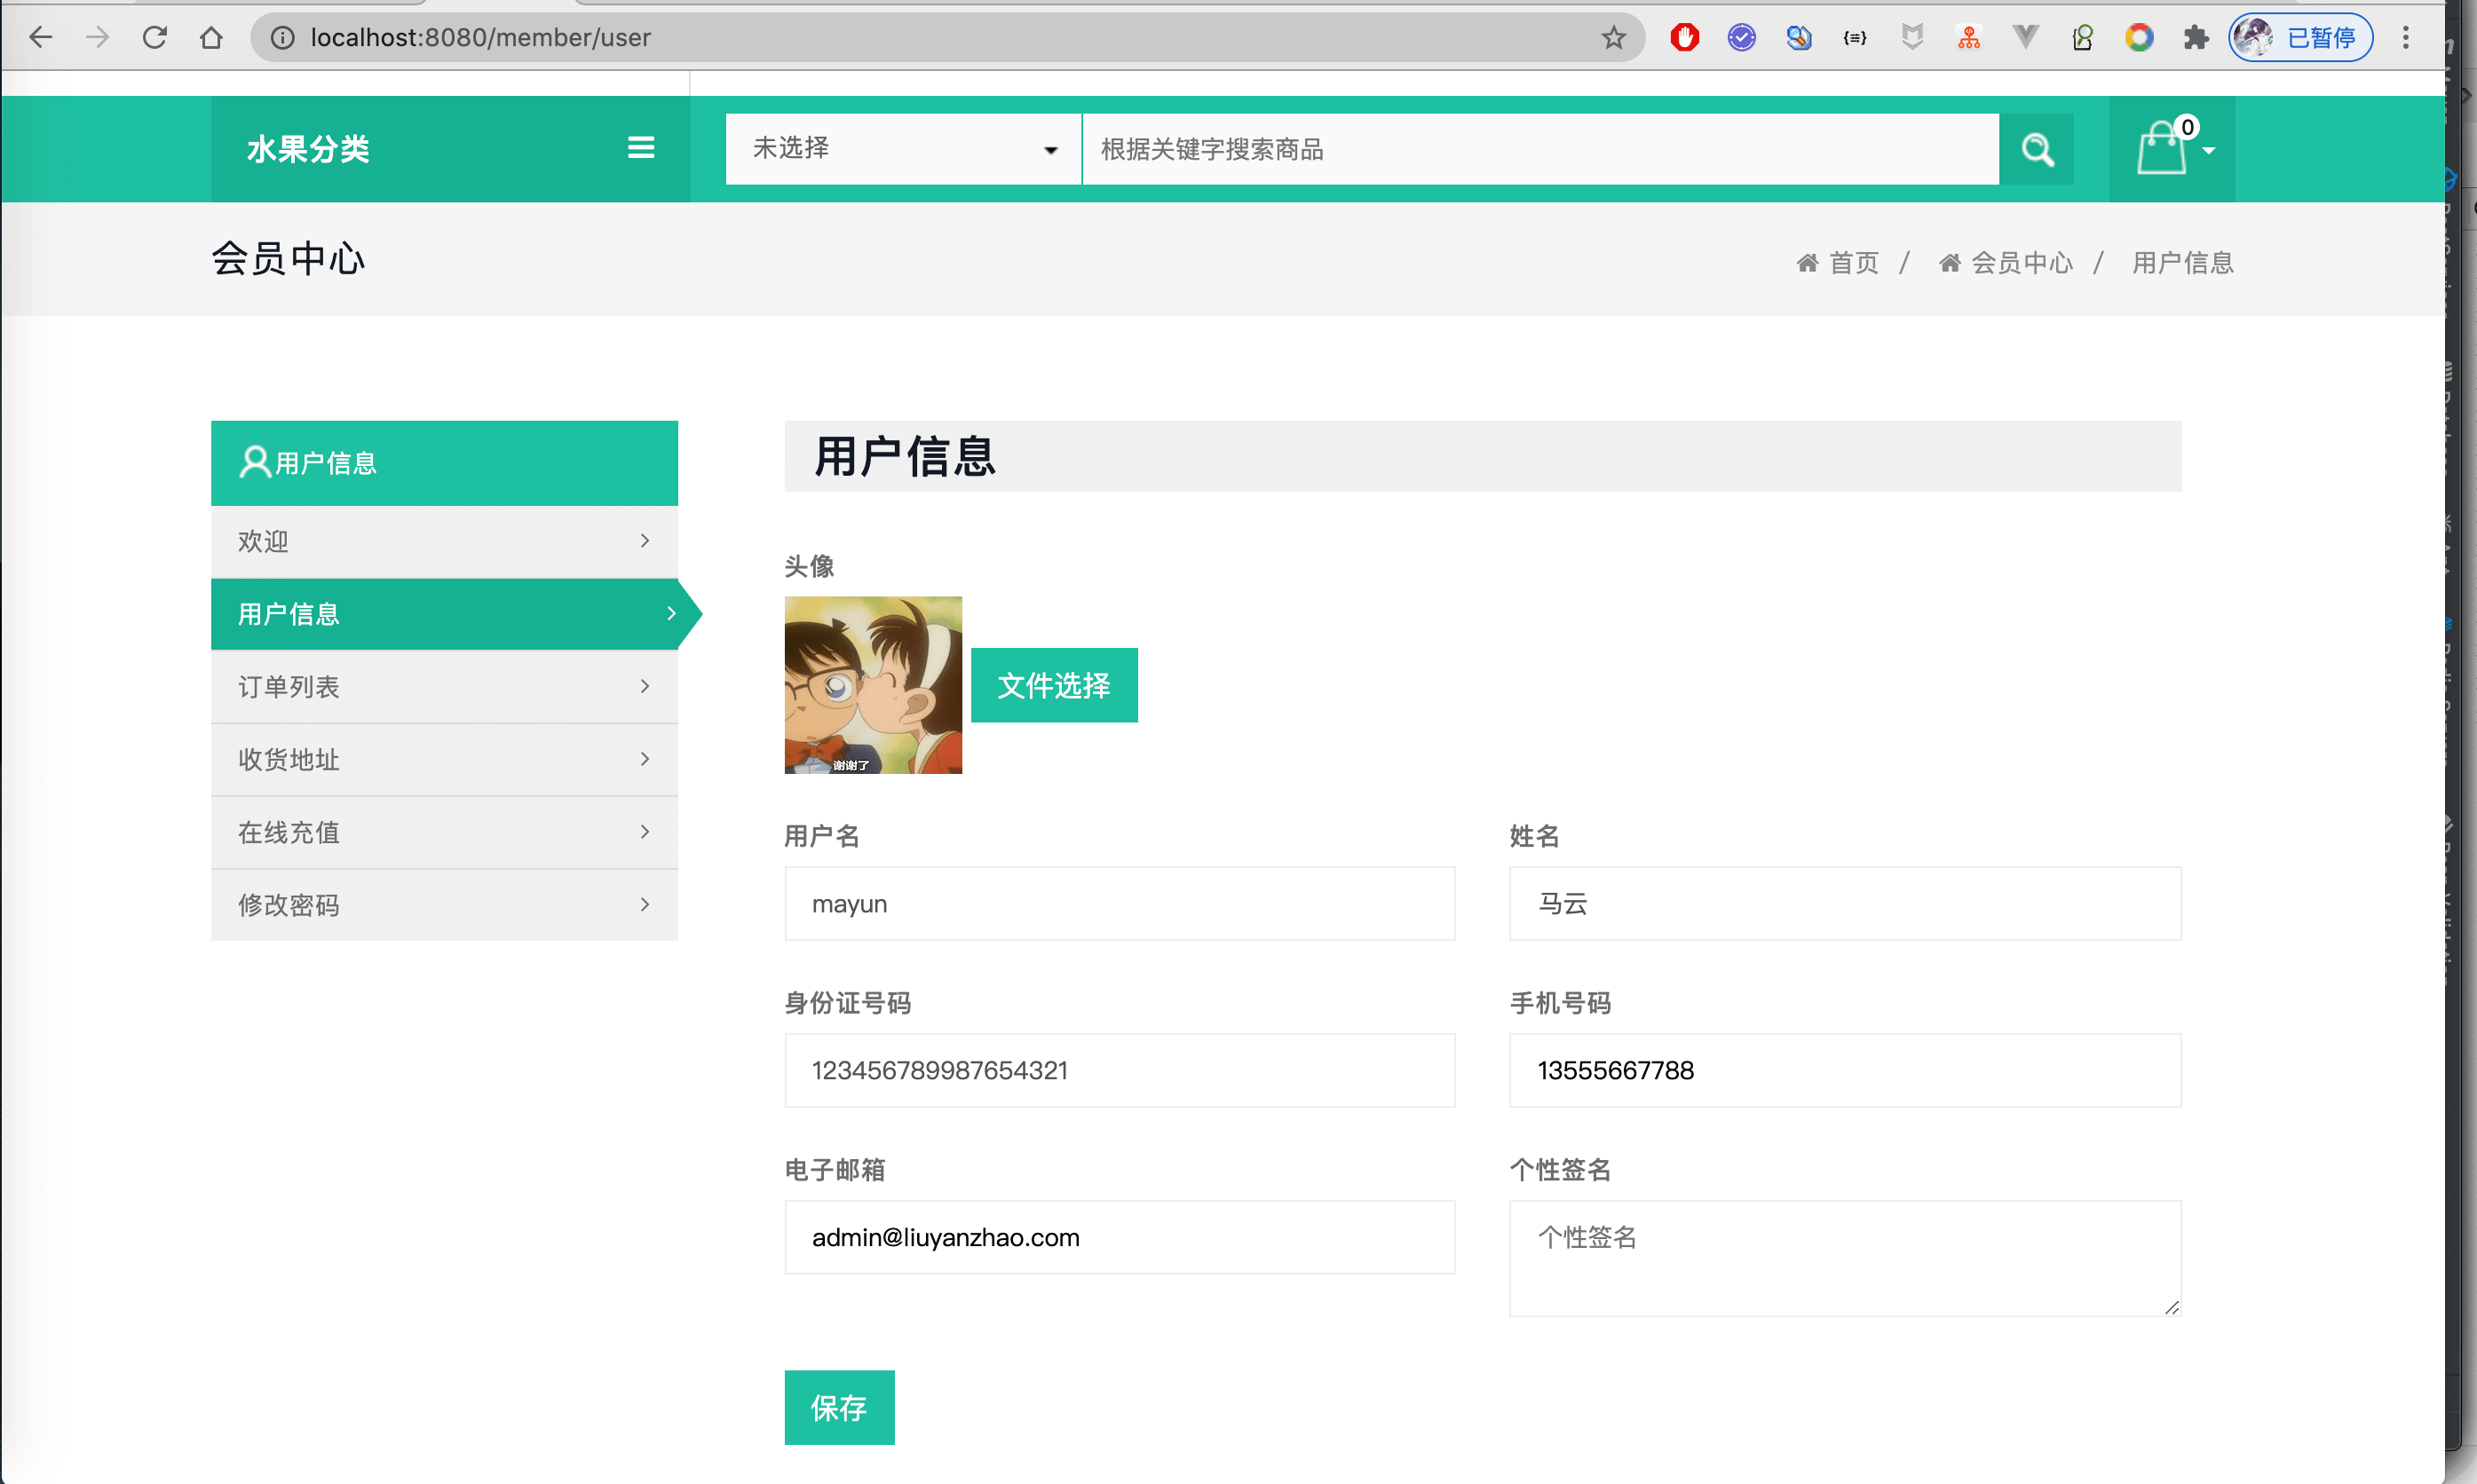 localhost:8080/member/user
已暂停
水果分类
未选择
根据关键字搜索商品
0
会员中心
首页 / 会员中心 / 用户信息
用户信息
欢迎
用户信息
订单列表
收货地址
在线充值
修改密码
用户信息
头像
谢谢了
文件选择
用户名
mayun
姓名
马云
身份证号码
123456789987654321
手机号码
13555667788
电子邮箱
admin@liuyanzhao.com
个性签名
个性签名
保存